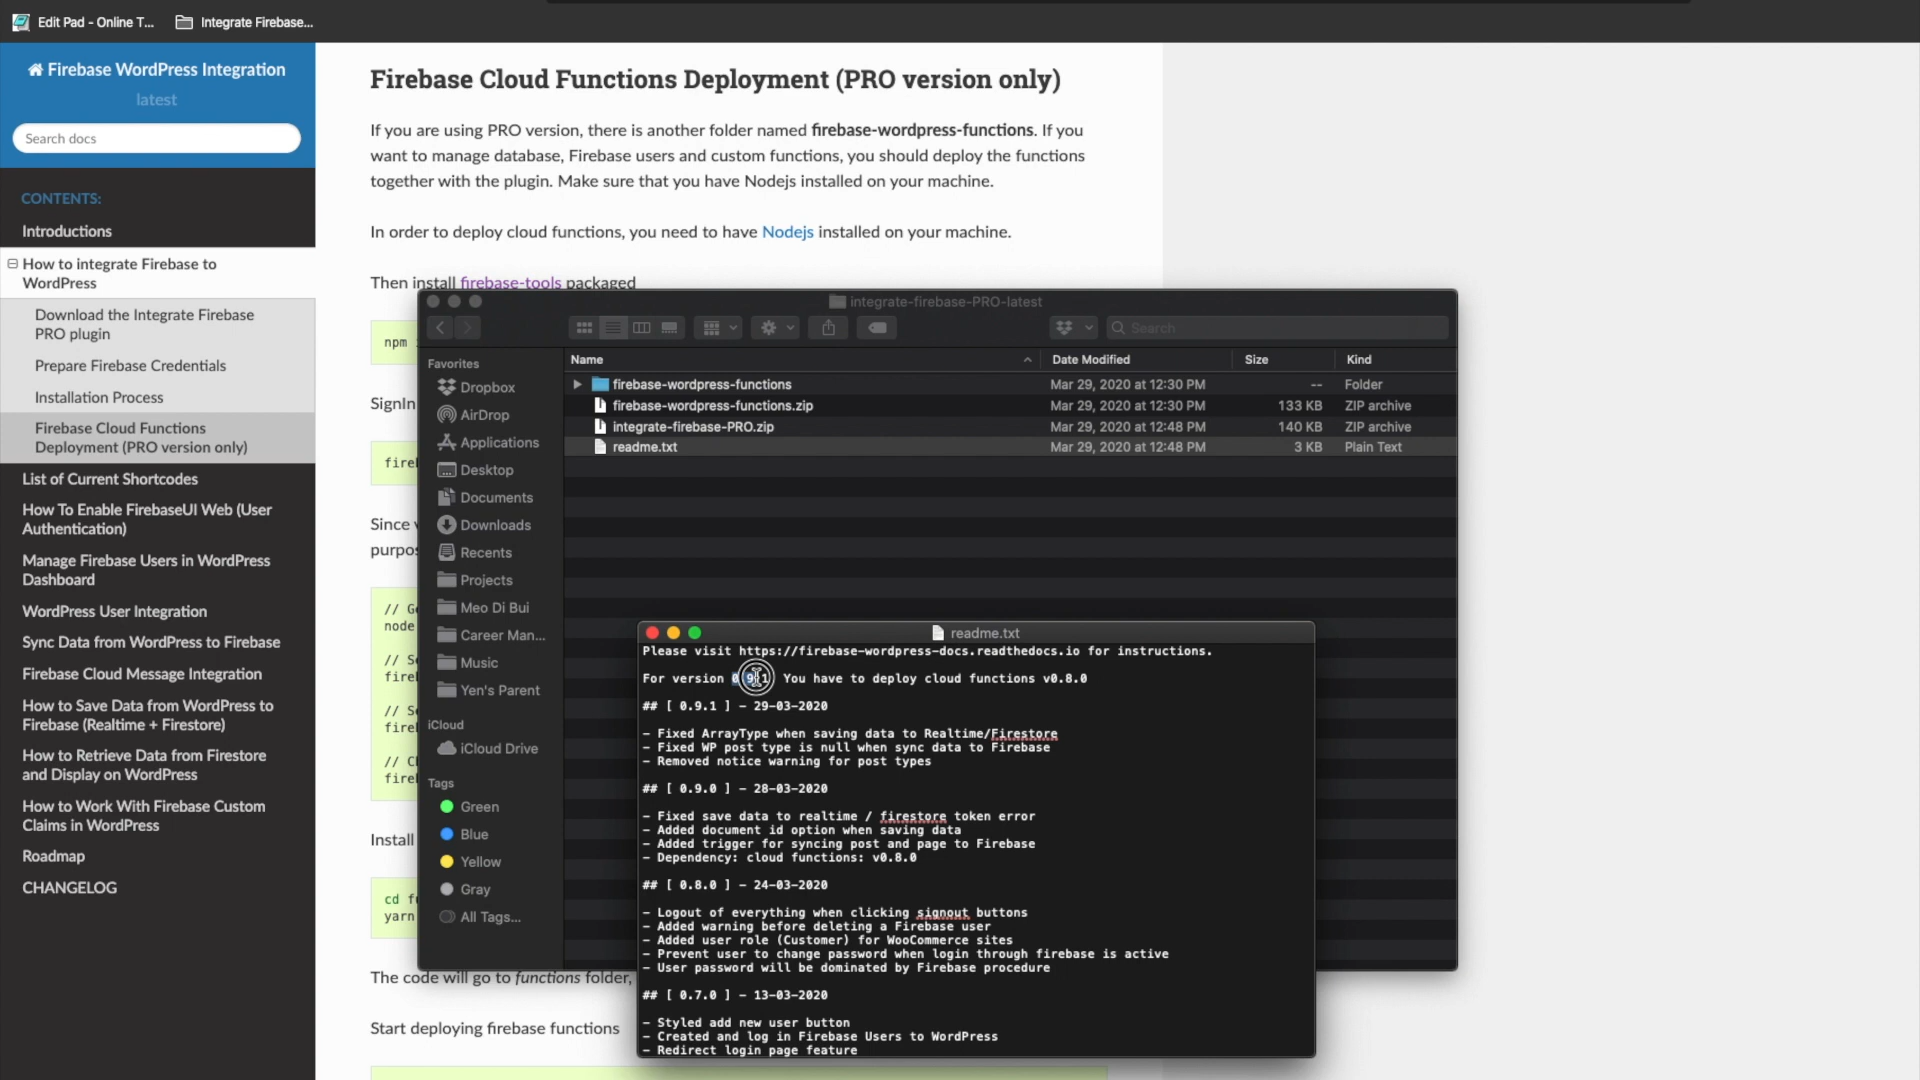 Edit Pad - Online T...
Integrate Firebase...
Firebase WordPress Integration
latest
Search docs
CONTENTS:
Introductions
How to integrate Firebase to
WordPress
Download the Integrate Firebase
PRO plugin
Prepare Firebase Credentials
Installation Process
Firebase Cloud Functions
Deployment (PRO version only)
List of Current Shortcodes
How To Enable FirebaseUI Web (User
Authentication)
Manage Firebase Users in WordPress
Dashboard
WordPress User Integration
Sync Data from WordPress to Firebase
Firebase Cloud Message Integration
How to Save Data from WordPress to
Firebase (Realtime + Firestore)
How to Retrieve Data from Firestore
and Display on WordPress
How to Work With Firebase Custom
Claims in WordPress
Roadmap
CHANGELOG
Firebase Cloud Functions Deployment (PRO version only)
If you are using PRO version, there is another folder named firebase-wordpress-functions. If you
want to manage database, Firebase users and custom functions, you should deploy the functions
together with the plugin. Make sure that you have Nodejs installed on your machine.
In order to deploy cloud functions, you need to have Nodejs installed on your machine.
Then install firebase-tools packaged
npm
SignIn
Since
node
Install
cd
yarn
The code will go to functions folder,
Start deploying firebase functions
integrate-firebase-PRO-latest
Search
Favorites
Dropbox
AirDrop
Applications
Desktop
Documents
Downloads
Recents
Projects
Meo Di Bui
Career Man...
Music
Yen's Parent
iCloud
iCloud Drive
Tags
Green
Blue
Yellow
Gray
All Tags...
Name Date Modified Size Kind
firebase-wordpress-functions Mar 29, 2020 at 12:30 PM -- Folder
firebase-wordpress-functions.zip Mar 29, 2020 at 12:30 PM 133 KB ZIP archive
integrate-firebase-PRO.zip Mar 29, 2020 at 12:48 PM 140 KB ZIP archive
readme.txt Mar 29, 2020 at 12:48 PM 3 KB Plain Text
readme.txt
Please visit https://firebase-wordpress-docs.readthedocs.io for instructions.
For version 0.9.1 You have to deploy cloud functions v0.8.0
## [ 0.9.1 ] - 29-03-2020
- Fixed ArrayType when saving data to Realtime/Firestore
- Fixed WP post type is null when sync data to Firebase
- Removed notice warning for post types
## [ 0.9.0 ] - 28-03-2020
- Fixed save data to realtime / firestore token error
- Added document id option when saving data
- Added trigger for syncing post and page to Firebase
- Dependency: cloud functions: v0.8.0
## [ 0.8.0 ] - 24-03-2020
- Logout of everything when clicking signout buttons
- Added warning before deleting a Firebase user
- Added user role (Customer) for WooCommerce sites
- Prevent user to change password when login through firebase is active
- User password will be dominated by Firebase procedure
## [ 0.7.0 ] - 13-03-2020
- Styled add new user button
- Created and log in Firebase Users to WordPress
- Redirect login page feature